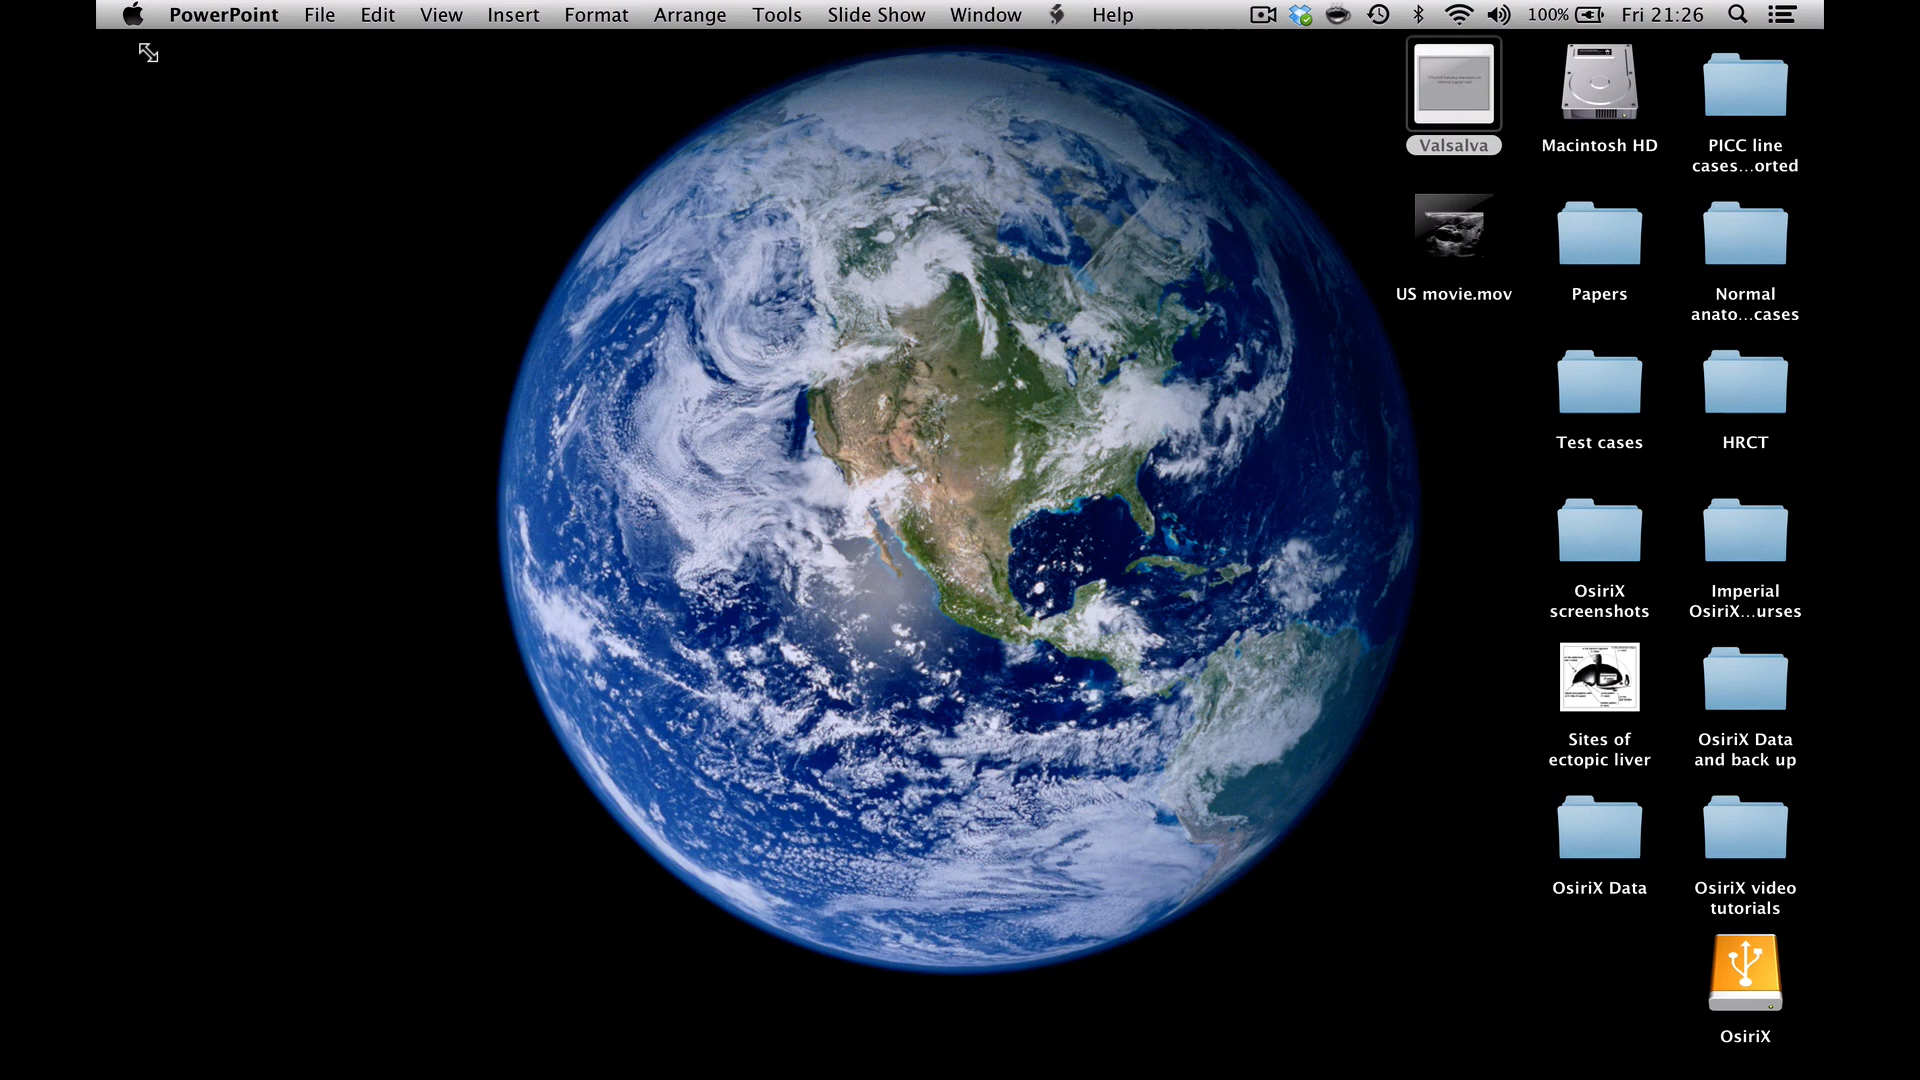 PowerPoint File Edit View Insert Format Arrange Tools Slide Show Window Help 100% Fri 21:26
Valsalva
Macintosh HD
PICC line
cases...orted
US movie.mov
Papers
Normal
anato...cases
Test cases
HRCT
OsiriX
screenshots
Imperial
OsiriX...urses
Sites of
ectopic liver
OsiriX Data
and back up
OsiriX Data
OsiriX video
tutorials
OsiriX